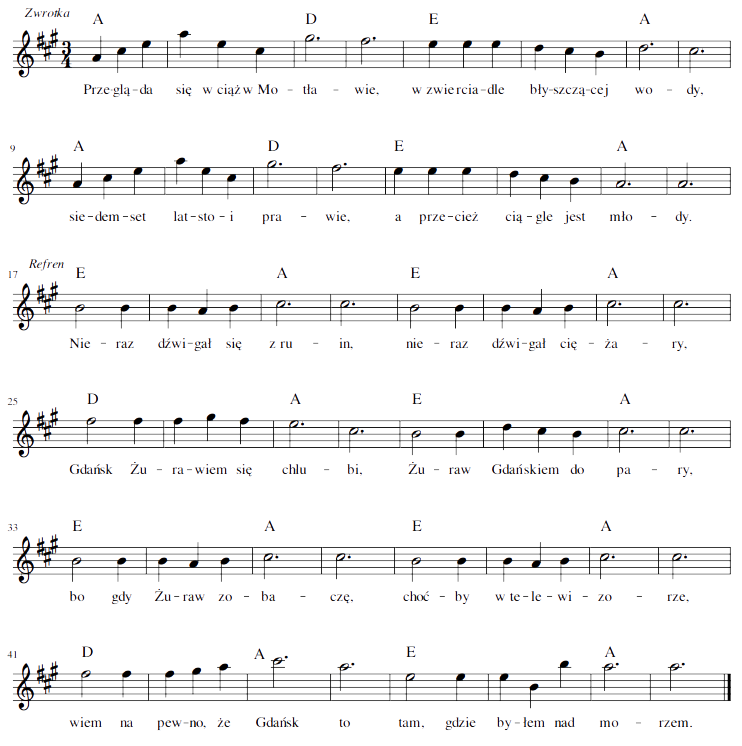 Zwrotka
A D E A
3
4
Prze-glą-da się w ciąż w Mo - tła - wie, w zwierciadle bły-szczą-cej wo - dy,
9 A D E A
sie-dem-set lat-sto-i pra - wie, a prze-cież cią-gle jest mło - dy.
Refren
17 E A E A
Nie - raz dźwi-gał się z ru - in, nie - raz dźwi-gał cię - ża - ry,
25 D A E A
Gdańsk Żu - ra-wiem się chlu - bi, Żu - raw Gdańskiem do pa - ry,
33 E A E A
bo gdy Żu-raw zo - ba - czę, choć - by w te-le-wi - zo - rze,
41 D A E A
wiem na pew-no, że Gdańsk to tam, gdzie by-łem nad mo - rzem.